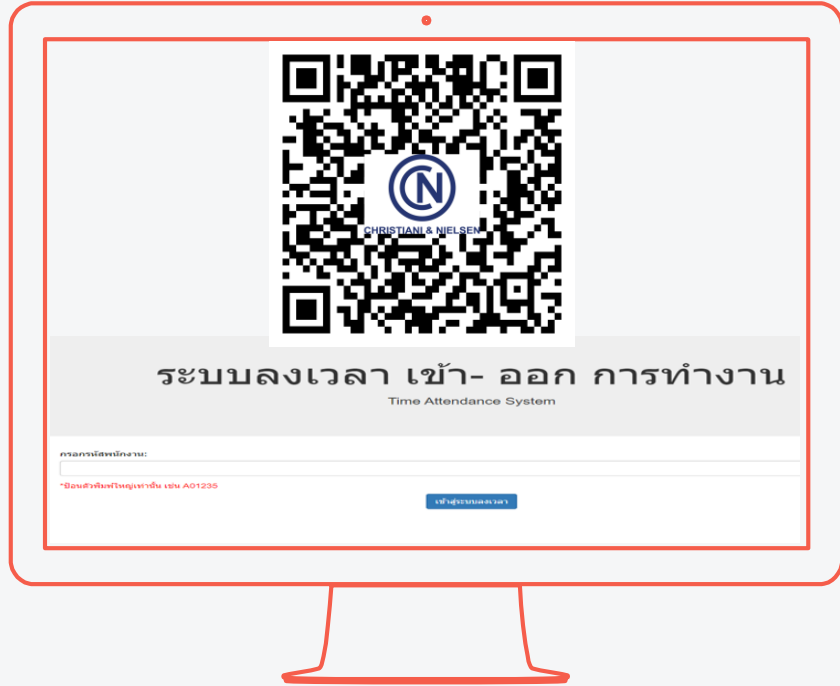 CHRISTIANI & NIELSEN
ระบบลงเวลา เข้า- ออก การทำงาน
Time Attendance System
กรอกรหัสพนักงาน:
*ป้อนตัวพิมพ์ใหญ่เท่านั้น เช่น A01235
เข้าสู่ระบบลงเวลา